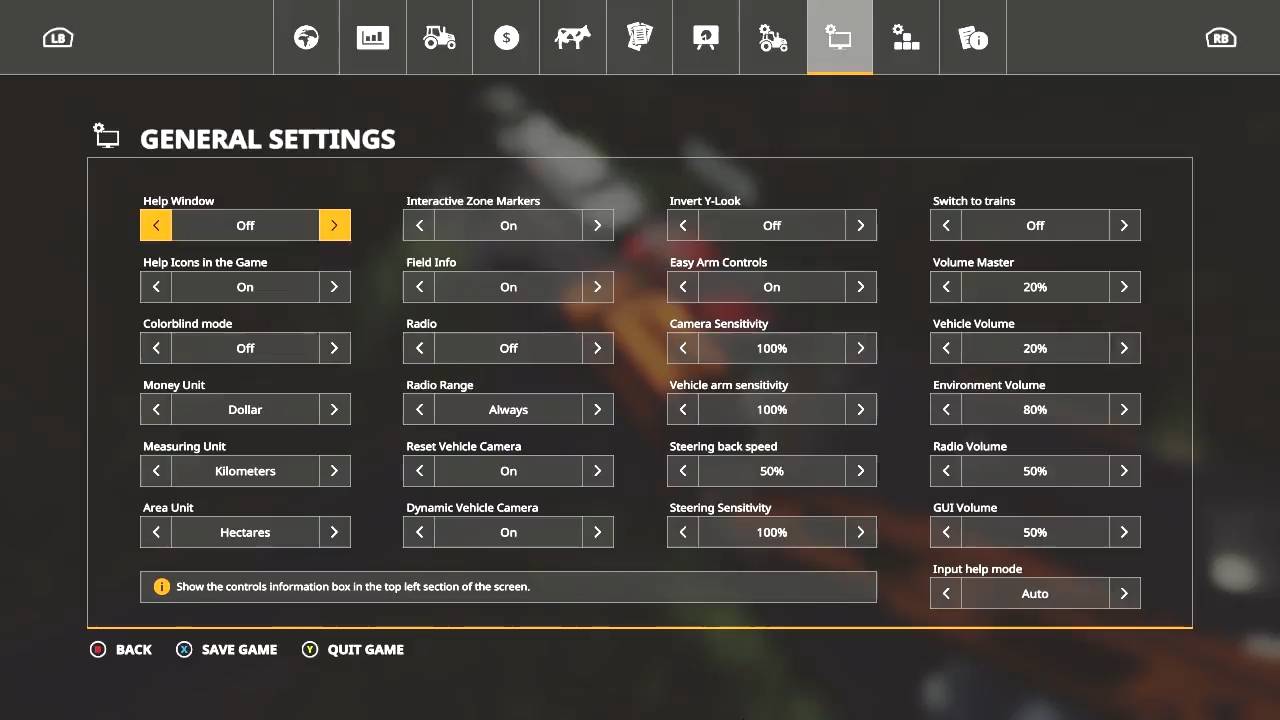 LB
$
RB
GENERAL SETTINGS
Help Window
Off
Help Icons in the Game
On
Colorblind mode
Off
Money Unit
Dollar
Measuring Unit
Kilometers
Area Unit
Hectares
Interactive Zone Markers
On
Field Info
On
Radio
Off
Radio Range
Always
Reset Vehicle Camera
On
Dynamic Vehicle Camera
On
Invert Y-Look
Off
Easy Arm Controls
On
Camera Sensitivity
100%
Vehicle arm sensitivity
100%
Steering back speed
50%
Steering Sensitivity
100%
Switch to trains
Off
Volume Master
20%
Vehicle Volume
20%
Environment Volume
80%
Radio Volume
50%
GUI Volume
50%
Input help mode
Auto
i Show the controls information box in the top left section of the screen.
B BACK X SAVE GAME Y QUIT GAME